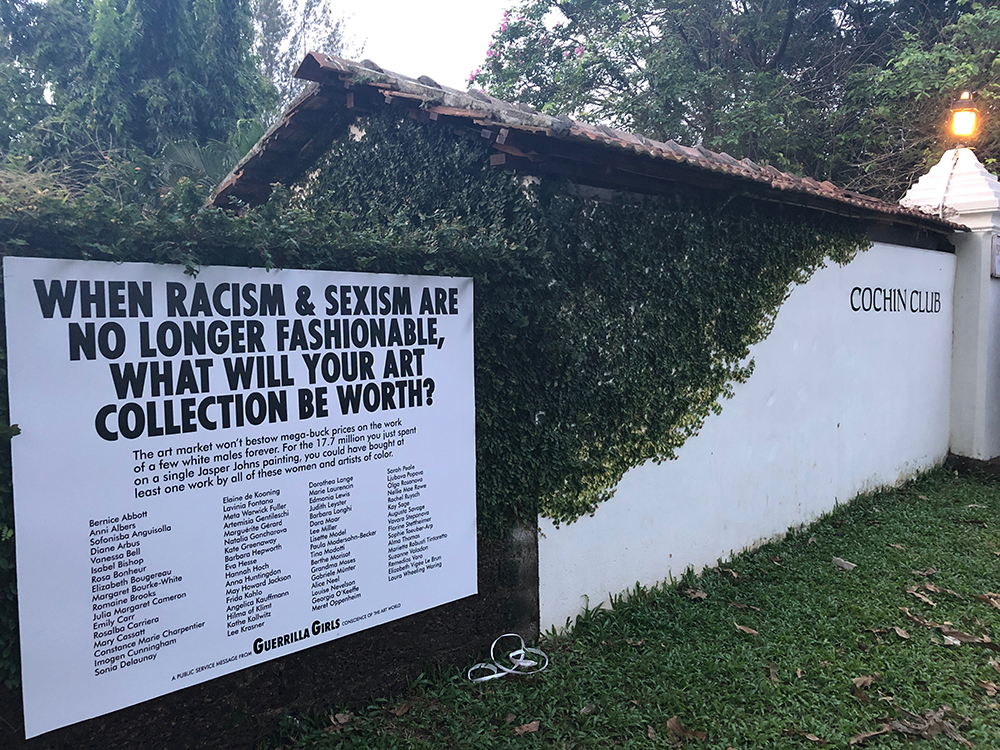 WHEN RACISM & SEXISM ARE
NO LONGER FASHIONABLE,
WHAT WILL YOUR ART
COLLECTION BE WORTH?
The art market won't bestow mega-buck prices on the work
of a few white males forever. For the 17.7 million you just spent
on a single Jasper Johns painting, you could have bought at
least one work by all of these women and artists of color.
Bernice Abbott
Anni Albers
Sofonisba Anguisolla
Diane Arbus
Vanessa Bell
Isabel Bishop
Rosa Bonheur
Elizabeth Bougereau
Margaret Bourke-White
Romaine Brooks
Julia Margaret Cameron
Emily Carr
Rosalba Carriera
Mary Cassatt
Constance Marie Charpentier
Imogen Cunningham
Sonia Delaunay
Elaine de Kooning
Lavinia Fontana
Meta Warwick Fuller
Artemisia Gentileschi
Marguerite Gérard
Natalia Goncharova
Kate Greenaway
Barbara Hepworth
Eva Hesse
Hannah Hoch
Anna Huntingdon
May Howard Jackson
Frida Kahlo
Angelica Kauffmann
Hilma af Klimt
Kathe Kollwitz
Lee Krasner
Dorothea Lange
Marie Laurencin
Edmonia Lewis
Judith Leyster
Barbara Longhi
Dora Maar
Lee Miller
Lisette Model
Paula Modersohn-Becker
Tina Modotti
Berthe Morisot
Grandma Moses
Gabriele Münter
Alice Neel
Louise Nevelson
Georgia O'Keeffe
Meret Oppenheim
Sarah Peale
Ljubova Popova
Olga Rosanova
Nellie Mae Rowe
Rachel Ruysch
Kay Sage
Augusta Savage
Vavara Stepanova
Florine Stettheimer
Sophie Taeuber-Arp
Alma Thomas
Marietta Robusti Tintoretto
Suzanne Valadon
Remedios Varo
Elizabeth Vigée Le Brun
Laura Wheeling Waring
A PUBLIC SERVICE MESSAGE FROM GUERRILLA GIRLS CONSCIENCE OF THE ART WORLD
COCHIN CLUB